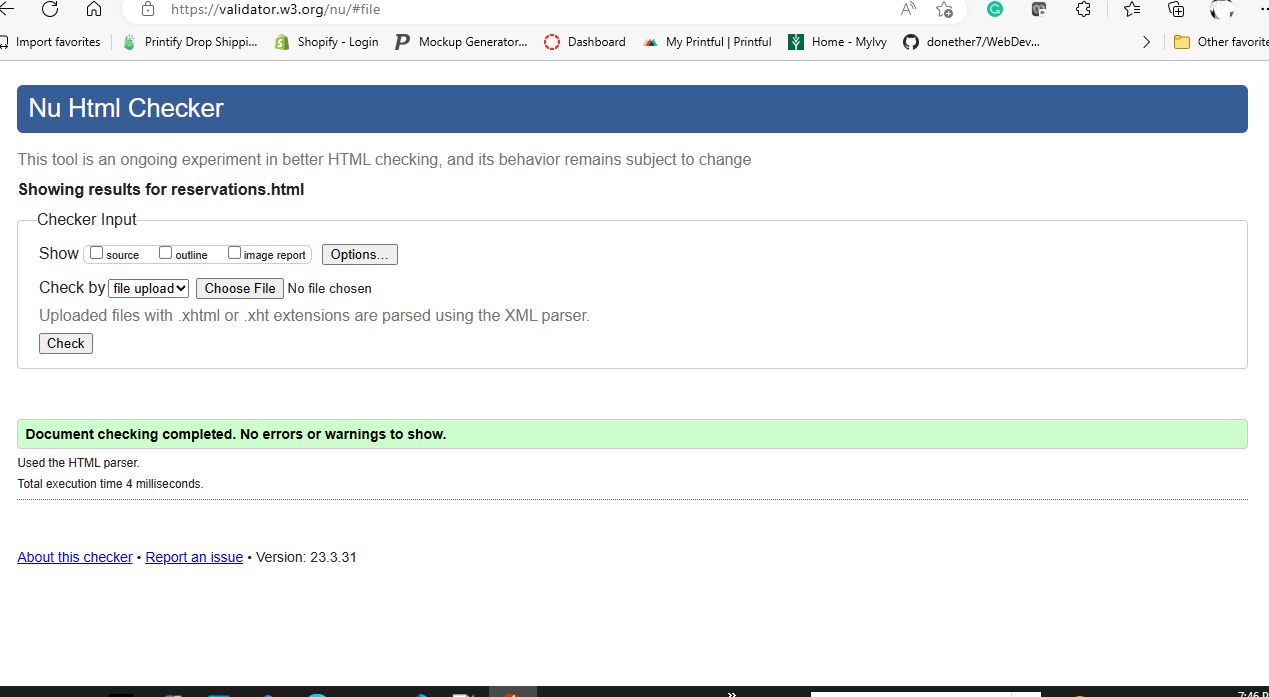 https://validator.w3.org/nu/#file
Import favorites Printify Drop Shippi... Shopify - Login Mockup Generator... Dashboard My Printful | Printful Home - MyIvy donether7/WebDev... Other favorite
Nu Html Checker
This tool is an ongoing experiment in better HTML checking, and its behavior remains subject to change
Showing results for reservations.html
Checker Input
Show source outline image report Options...
Check by file upload Choose File No file chosen
Uploaded files with .xhtml or .xht extensions are parsed using the XML parser.
Check
Document checking completed. No errors or warnings to show.
Used the HTML parser.
Total execution time 4 milliseconds.
About this checker • Report an issue • Version: 23.3.31